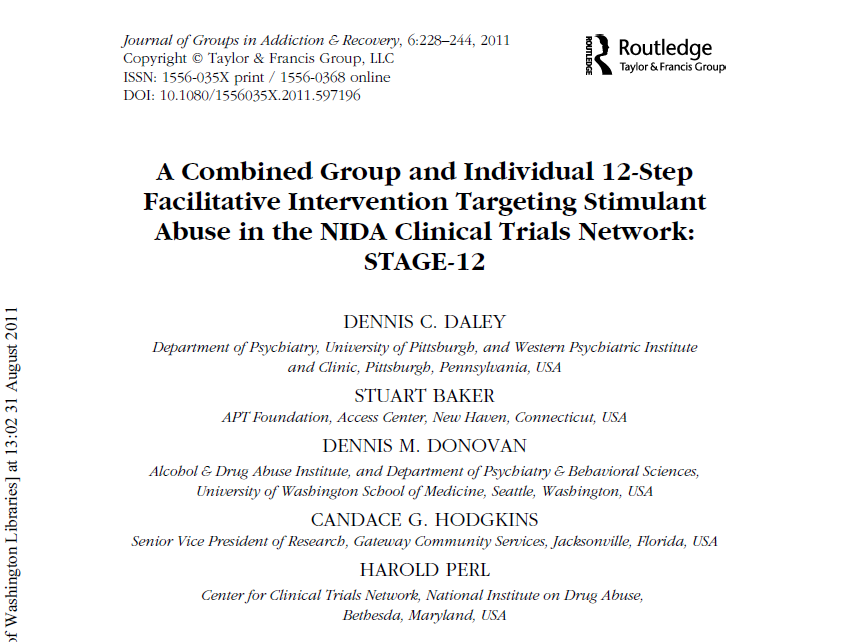 Journal of Groups in Addiction & Recovery, 6:228–244, 2011
Copyright © Taylor & Francis Group, LLC
ISSN: 1556-035X print / 1556-0368 online
DOI: 10.1080/1556035X.2011.597196
ROUTLEDGE
Routledge
Taylor & Francis Group
A Combined Group and Individual 12-Step
Facilitative Intervention Targeting Stimulant
Abuse in the NIDA Clinical Trials Network:
STAGE-12
DENNIS C. DALEY
Department of Psychiatry, University of Pittsburgh, and Western Psychiatric Institute
and Clinic, Pittsburgh, Pennsylvania, USA
STUART BAKER
APT Foundation, Access Center, New Haven, Connecticut, USA
DENNIS M. DONOVAN
Alcohol & Drug Abuse Institute, and Department of Psychiatry & Behavioral Sciences,
University of Washington School of Medicine, Seattle, Washington, USA
CANDACE G. HODGKINS
Senior Vice President of Research, Gateway Community Services, Jacksonville, Florida, USA
HAROLD PERL
Center for Clinical Trials Network, National Institute on Drug Abuse,
Bethesda, Maryland, USA
of Washington Libraries] at 13:02 31 August 2011